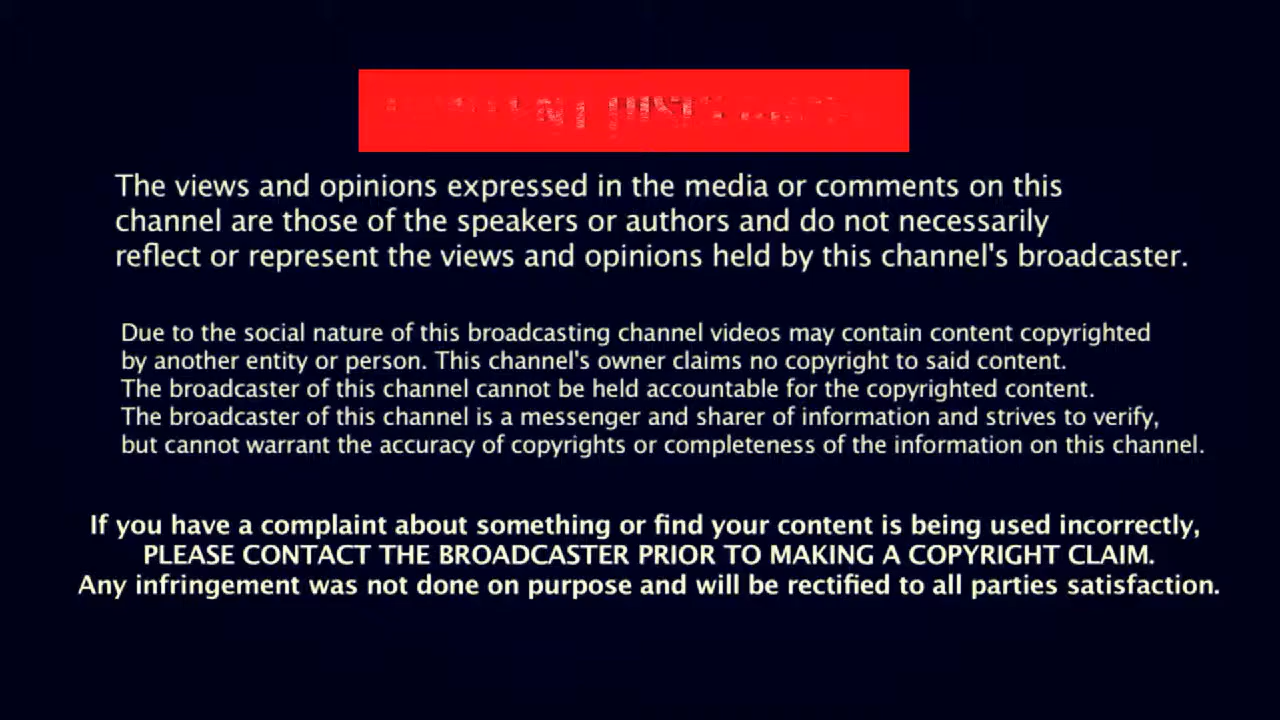 The views and opinions expressed in the media or comments on this
channel are those of the speakers or authors and do not necessarily
reflect or represent the views and opinions held by this channel's broadcaster.
Due to the social nature of this broadcasting channel videos may contain content copyrighted
by another entity or person. This channel's owner claims no copyright to said content.
The broadcaster of this channel cannot be held accountable for the copyrighted content.
The broadcaster of this channel is a messenger and sharer of information and strives to verify,
but cannot warrant the accuracy of copyrights or completeness of the information on this channel.
If you have a complaint about something or find your content is being used incorrectly,
PLEASE CONTACT THE BROADCASTER PRIOR TO MAKING A COPYRIGHT CLAIM.
Any infringement was not done on purpose and will be rectified to all parties satisfaction.